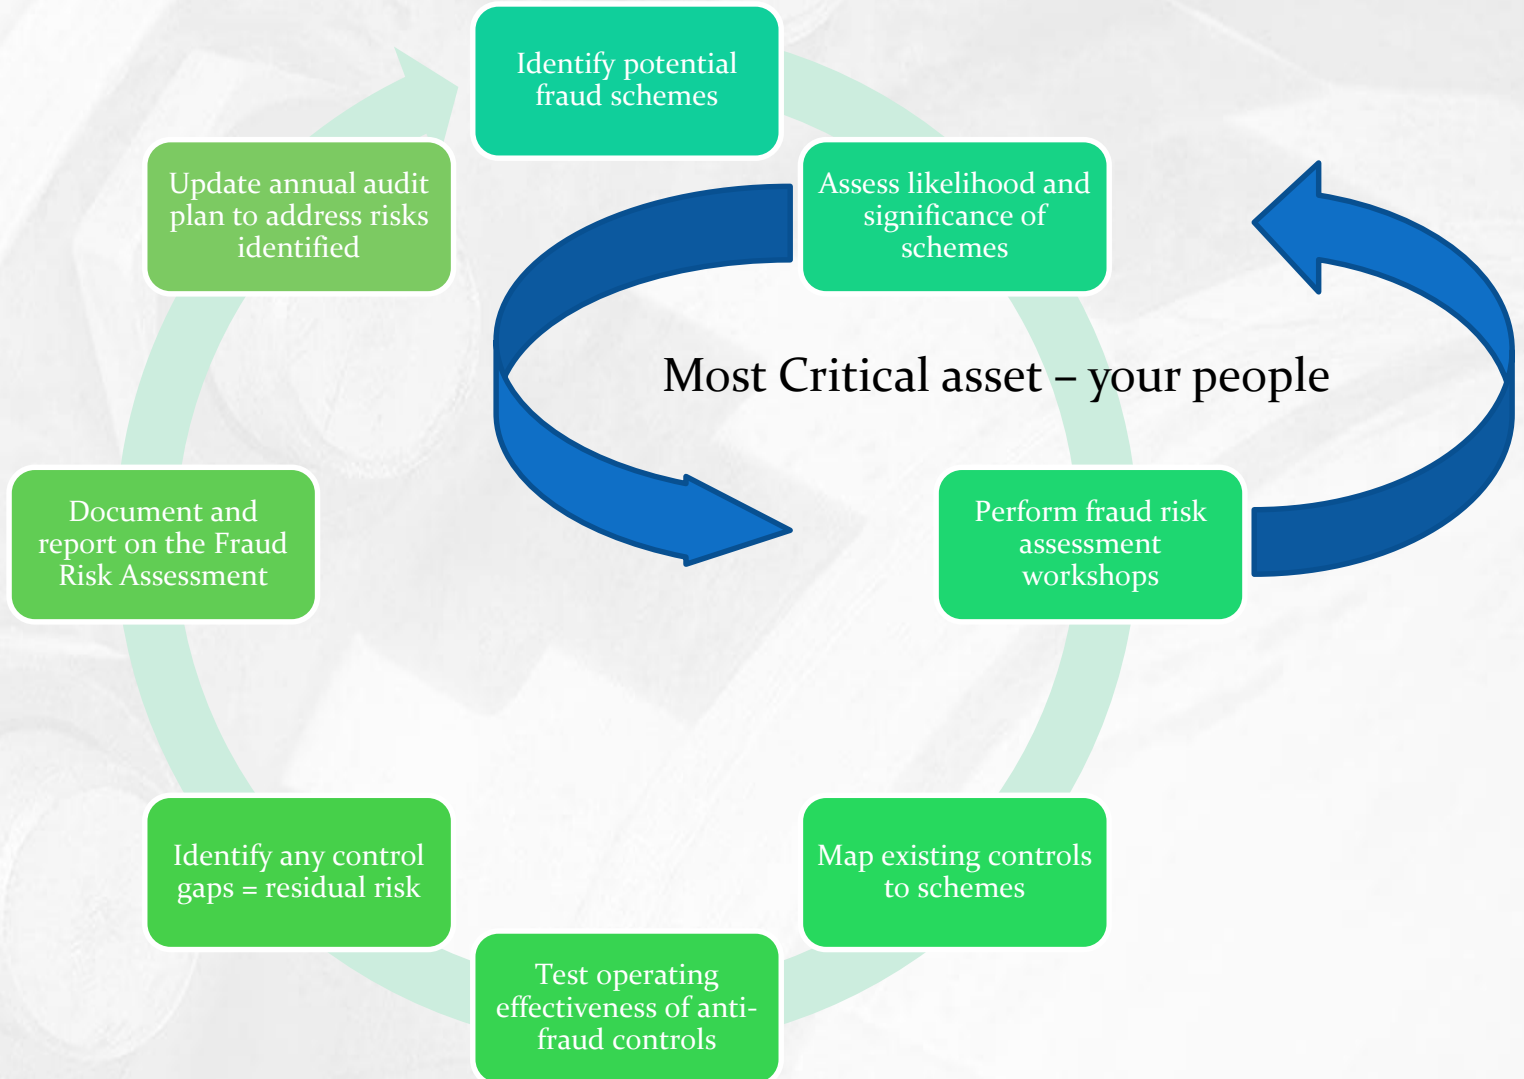 Identify potential
fraud schemes
Assess likelihood and
significance of
schemes
Update annual audit
plan to address risks
identified
Most Critical asset – your people
Perform fraud risk
assessment
workshops
Document and
report on the Fraud
Risk Assessment
Map existing controls
to schemes
Identify any control
gaps = residual risk
Test operating
effectiveness of anti-
fraud controls